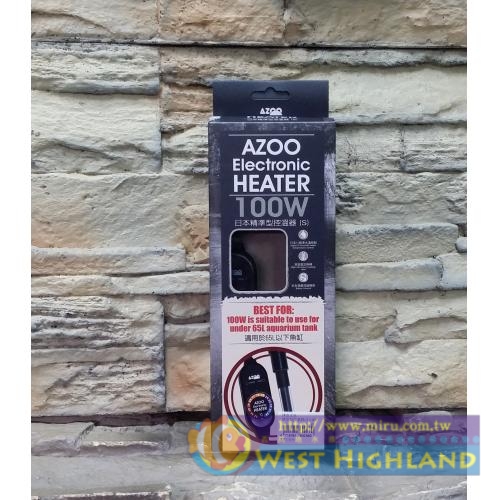 AZOO
AZOO
Electronic
HEATER
100W
日本精準型控溫器 (S)
BEST FOR:
100W is suitable to use for
under 65L aquarium tank
適用於65L以下魚缸
AZOO
HEATER
110V
http://www.miru.com.tw
WEST HIGHLAND